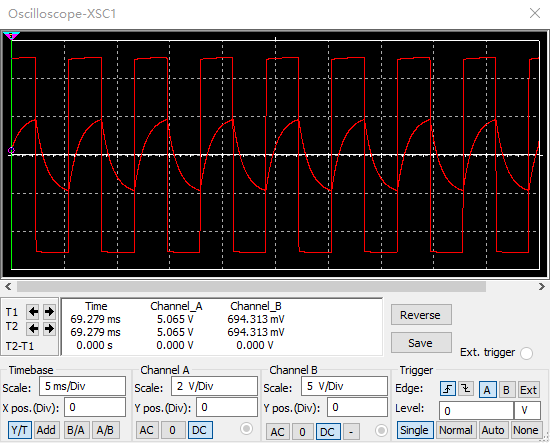 Oscilloscope-XSC1
T1
T2
T2-T1
Time Channel_A Channel_B
69.279 ms 5.065 V 694.313 mV
69.279 ms 5.065 V 694.313 mV
0.000 s 0.000 V 0.000 V
Reverse
Save
Ext. trigger
Timebase
Scale: 5 ms/Div
X pos.(Div): 0
Y/T Add B/A A/B
Channel A
Scale: 2 V/Div
Y pos.(Div): 0
AC 0 DC
Channel B
Scale: 5 V/Div
Y pos.(Div): 0
AC 0 DC -
Trigger
Edge: A B Ext
Level: 0 V
Single Normal Auto None